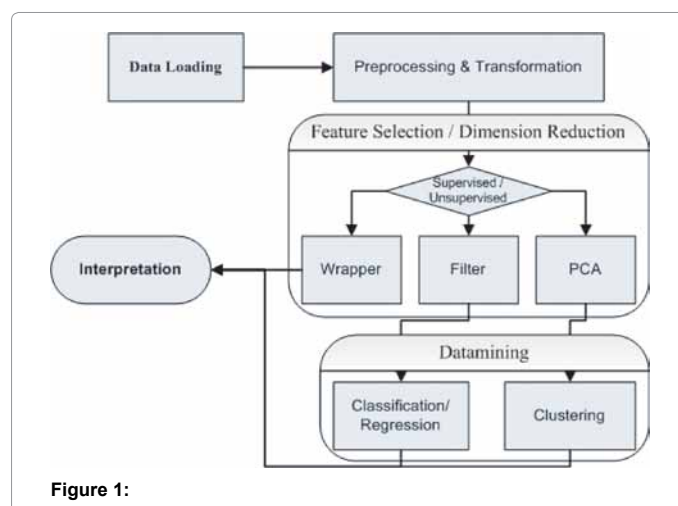 Data Loading
Preprocessing & Transformation
Feature Selection / Dimension Reduction
Supervised /
Unsupervised
Interpretation
Wrapper
Filter
PCA
Datamining
Classification/
Regression
Clustering
Figure 1: